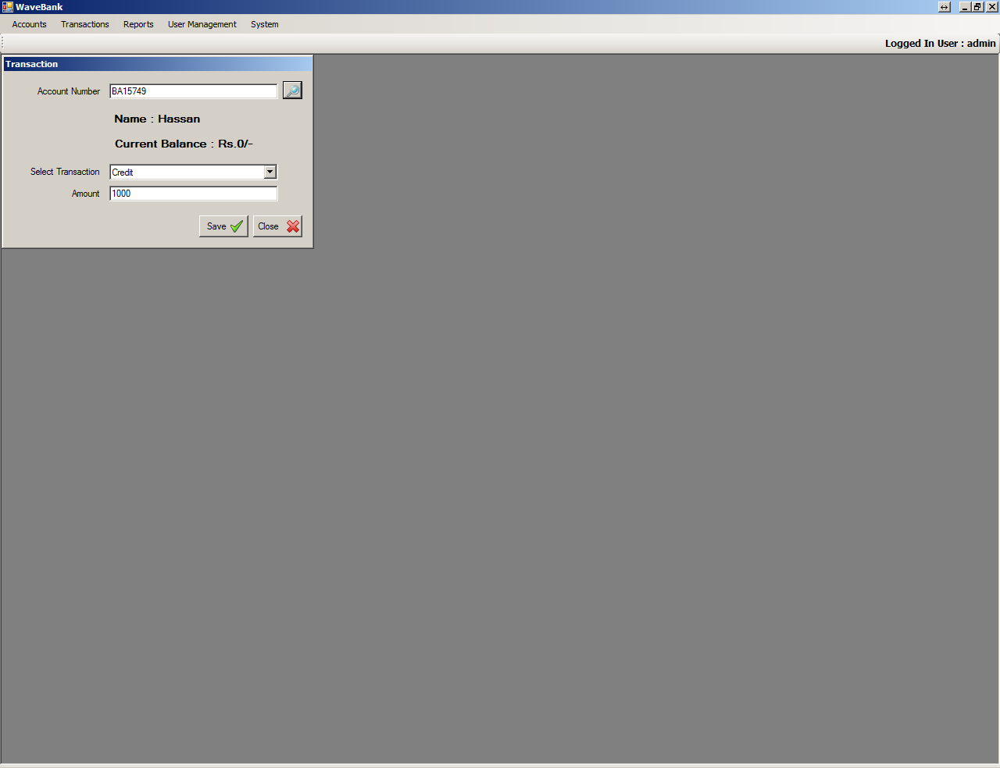 WaveBank
Accounts Transactions Reports User Management System
Logged In User : admin
Transaction
Account Number BA15749
Name : Hassan
Current Balance : Rs.0/-
Select Transaction Credit
Amount 1000
Save Close